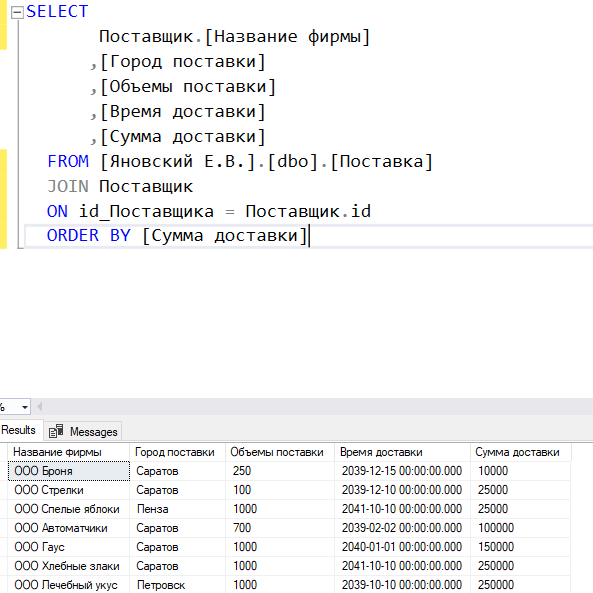 SELECT
Поставщик.[Название фирмы]
,[Город поставки]
,[Объемы поставки]
,[Время доставки]
,[Сумма доставки]
FROM [Яновский Е.В.].[dbo].[Поставка]
JOIN Поставщик
ON id_Поставщика = Поставщик.id
ORDER BY [Сумма доставки]
%
Results Messages
Название фирмы Город поставки Объемы поставки Время доставки Сумма доставки
ООО Броня Саратов 250 2039-12-15 00:00:00.000 10000
ООО Стрелки Саратов 100 2039-12-10 00:00:00.000 25000
ООО Спелые яблоки Пенза 1000 2041-10-10 00:00:00.000 25000
ООО Автоматчики Саратов 700 2039-02-02 00:00:00.000 100000
ООО Гаус Саратов 1000 2040-01-01 00:00:00.000 150000
ООО Хлебные злаки Саратов 1000 2041-10-10 00:00:00.000 250000
ООО Лечебный укус Петровск 1000 2039-10-10 00:00:00.000 250000